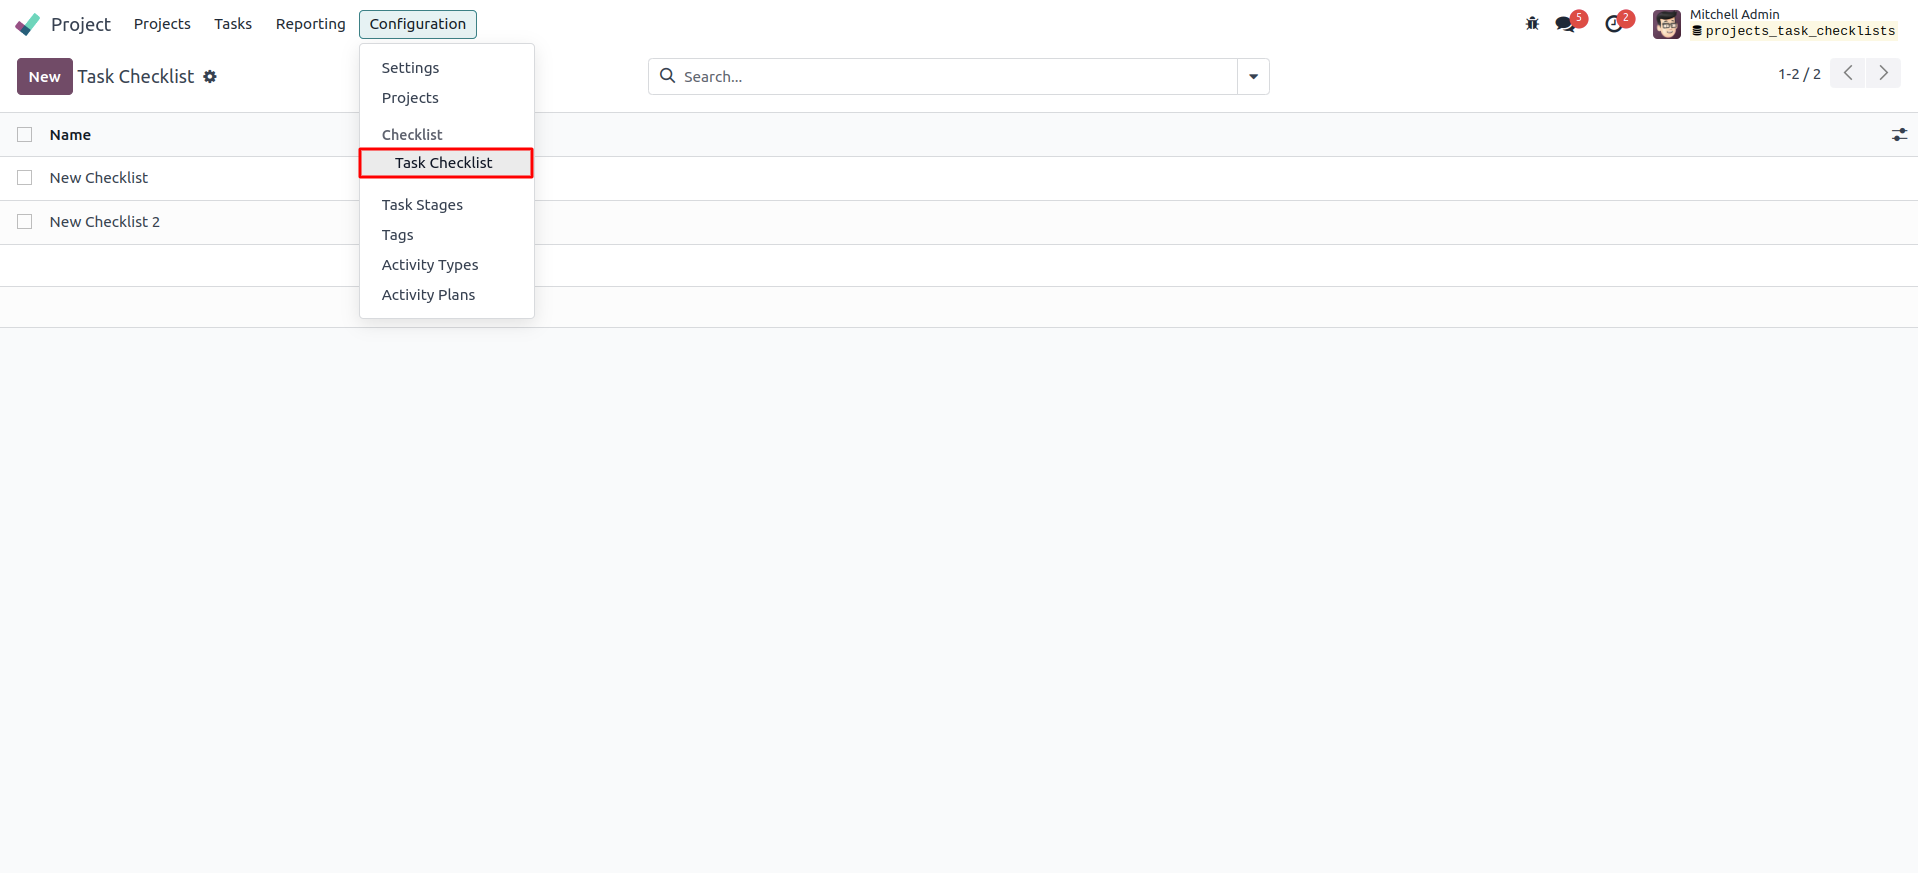 Project Projects Tasks Reporting Configuration 5 2 Mitchell Admin
projects_task_checklists
New Task Checklist Search... 1-2 / 2
Settings
Projects
Checklist
Task Checklist
Task Stages
Tags
Activity Types
Activity Plans
Name
New Checklist
New Checklist 2